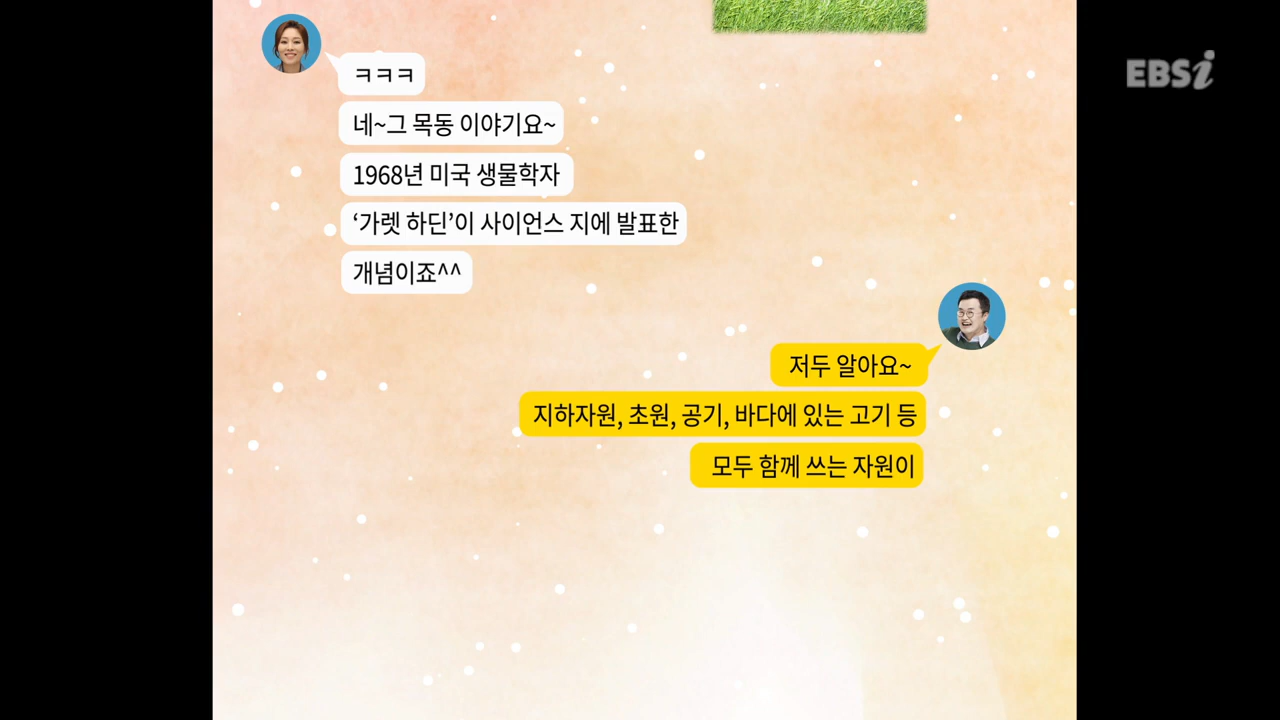 EBSi
ㅋㅋㅋ
네~그 목동 이야기요~
1968년 미국 생물학자
‘가렛 하딘’이 사이언스 지에 발표한
개념이죠^^
저두 알아요~
지하자원, 초원, 공기, 바다에 있는 고기 등
모두 함께 쓰는 자원이